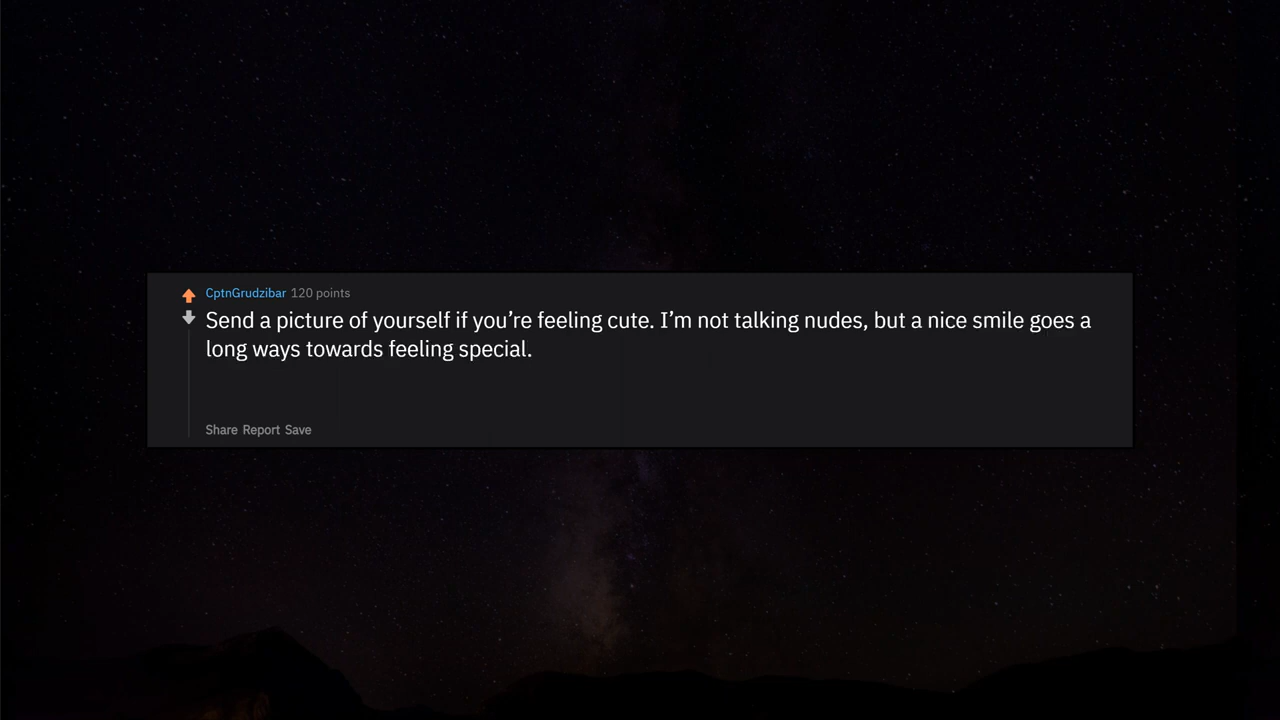 CptnGrudzibar 120 points
Send a picture of yourself if you’re feeling cute. I’m not talking nudes, but a nice smile goes a
long ways towards feeling special.
Share Report Save